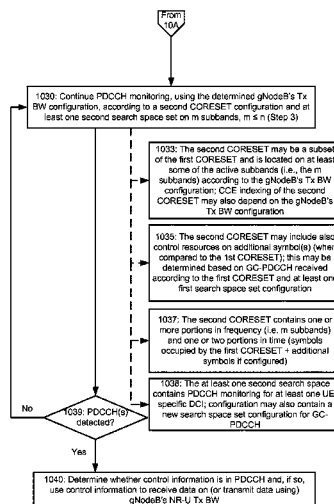 From
10A
1030: Continue PDCCH monitoring, using the determined gNodeB's Tx
BW configuration, according to a second CORESET configuration and at
least one second search space set on m subbands, m ≤ n (Step 3)
1033: The second CORESET may be a subset
of the first CORESET and is located on at least
some of the active subbands (i.e., the m
subbands) according to the gNodeB's Tx BW
configuration; CCE indexing of the second
CORESET may also depend on the gNodeB's
Tx BW configuration
1035: The second CORESET may include also
control resources on additional symbol(s) (when
compared to the 1st CORESET); this may be
determined based on GC-PDCCH received
according to the first CORESET and at least one
first search space set configuration
1037: The second CORESET contains one or
more portions in frequency (i.e. m subbands)
and one or two portions in time (symbols
occupied by the first CORESET + additional
symbols if configured)
1038: The at least one second search space
contains PDCCH monitoring for at least one UE
specific DCI; configuration may also contain a
new search space set configuration for GC-
PDCCH
No
1039: PDCCH(s)
detected?
Yes
1040: Determine whether control information is in PDCCH and, if so,
use control information to receive data on (or transmit data using)
gNodeB's NR-U Tx BW